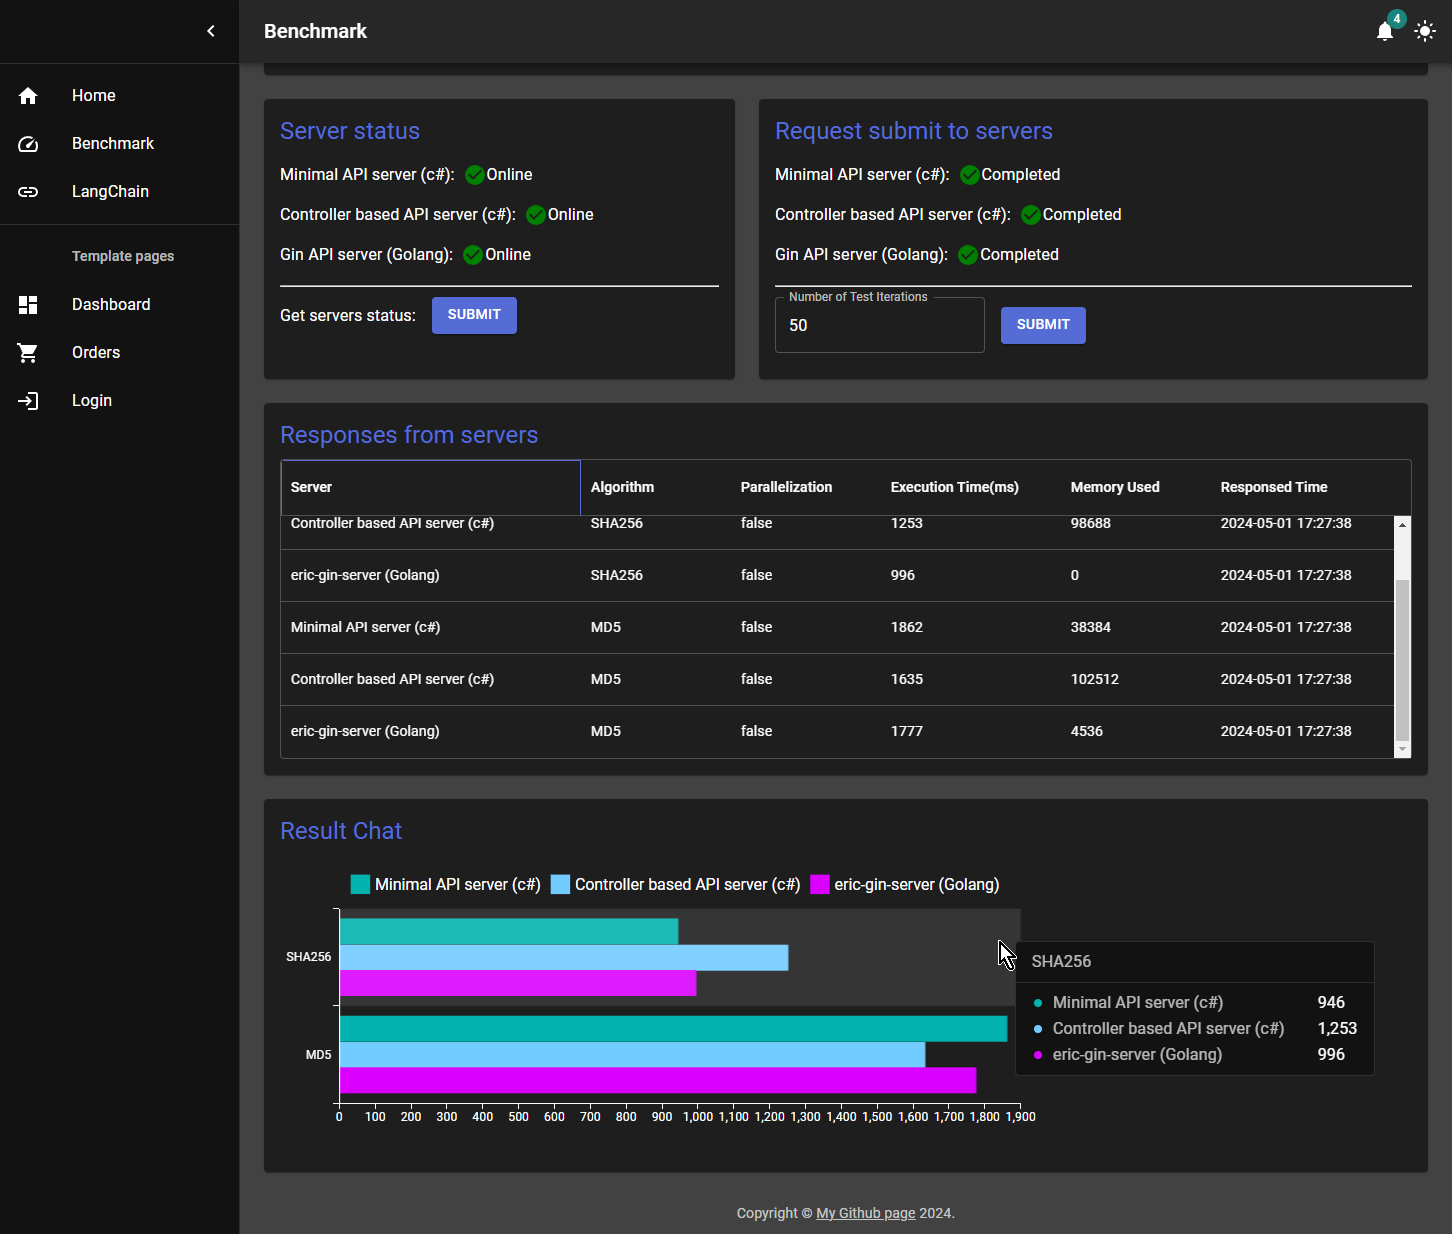 Benchmark
4
Home
Benchmark
LangChain
Template pages
Dashboard
Orders
Login
Server status
Minimal API server (c#): Online
Controller based API server (c#): Online
Gin API server (Golang): Online
Get servers status: SUBMIT
Request submit to servers
Minimal API server (c#): Completed
Controller based API server (c#): Completed
Gin API server (Golang): Completed
Number of Test Iterations
50 SUBMIT
Responses from servers
Server Algorithm Parallelization Execution Time(ms) Memory Used Responsed Time
Controller based API server (c#) SHA256 false 1253 98688 2024-05-01 17:27:38
eric-gin-server (Golang) SHA256 false 996 0 2024-05-01 17:27:38
Minimal API server (c#) MD5 false 1862 38384 2024-05-01 17:27:38
Controller based API server (c#) MD5 false 1635 102512 2024-05-01 17:27:38
eric-gin-server (Golang) MD5 false 1777 4536 2024-05-01 17:27:38
Result Chat
Minimal API server (c#) Controller based API server (c#) eric-gin-server (Golang)
SHA256
MD5
0 100 200 300 400 500 600 700 800 900 1,000 1,100 1,200 1,300 1,400 1,500 1,600 1,700 1,800 1,900
SHA256
Minimal API server (c#) 946
Controller based API server (c#) 1,253
eric-gin-server (Golang) 996
Copyright © My Github page 2024.